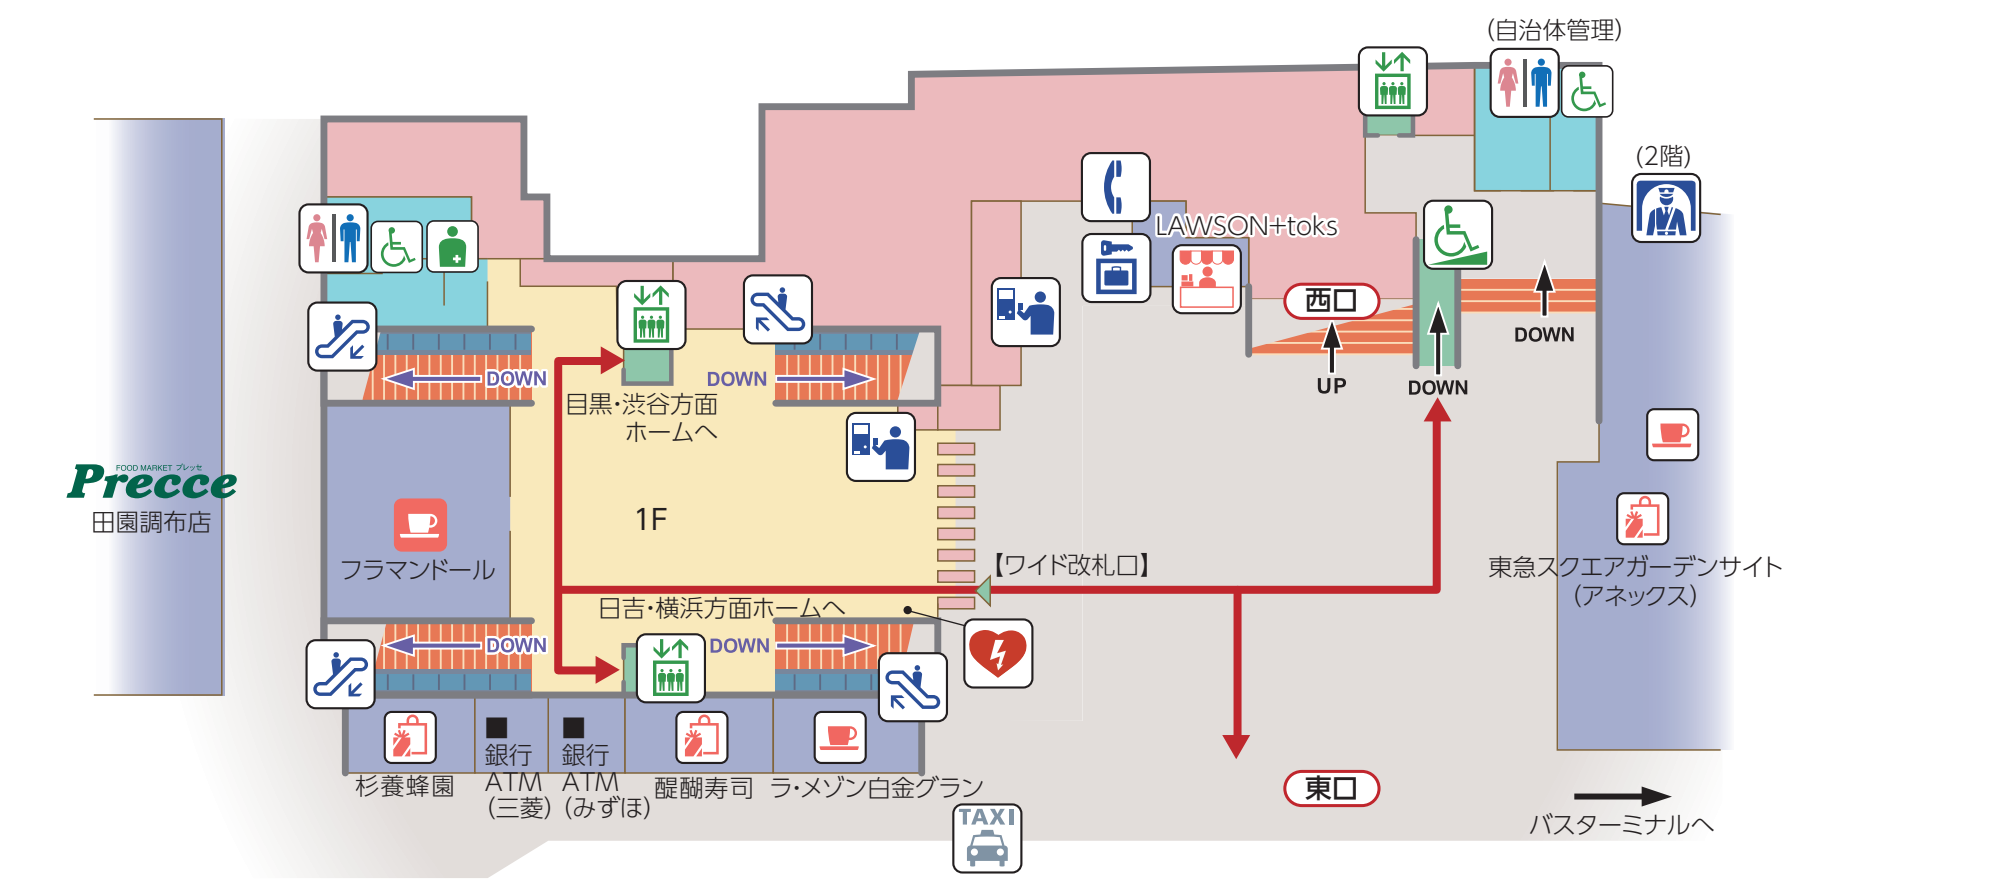 (自治体管理)
(2階)
LAWSON+toks
西口
DOWN
UP
DOWN
DOWN
DOWN
目黒・渋谷方面
ホームへ
FOOD MARKET プレッセ
Precce
田園調布店
1F
フラマンドール
【ワイド改札口】
東急スクエアガーデンサイト
(アネックス)
日吉・横浜方面ホームへ
DOWN
DOWN
杉養蜂園
銀行
ATM
(三菱)
銀行
ATM
(みずほ)
醍醐寿司
ラ・メゾン白金グラン
東口
TAXI
バスターミナルへ